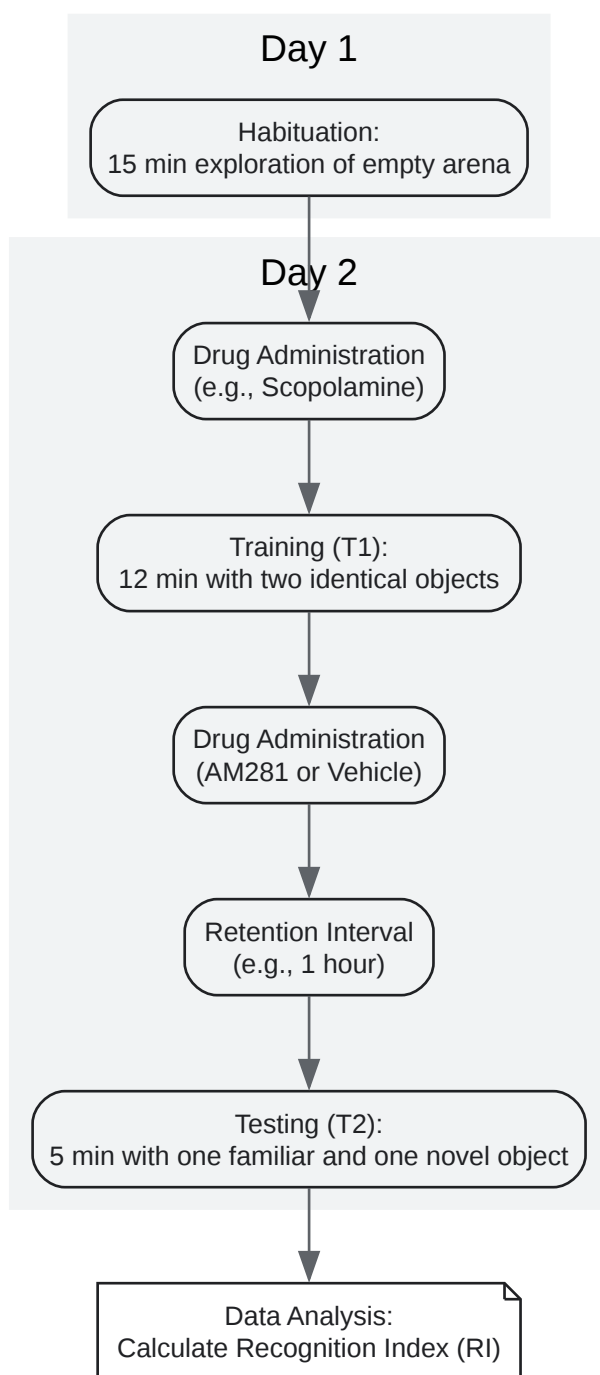 Day 1
Habituation:
15 min exploration of empty arena
Day 2
Drug Administration
(e.g., Scopolamine)
Training (T1):
12 min with two identical objects
Drug Administration
(AM281 or Vehicle)
Retention Interval
(e.g., 1 hour)
Testing (T2):
5 min with one familiar and one novel object
Data Analysis:
Calculate Recognition Index (RI)